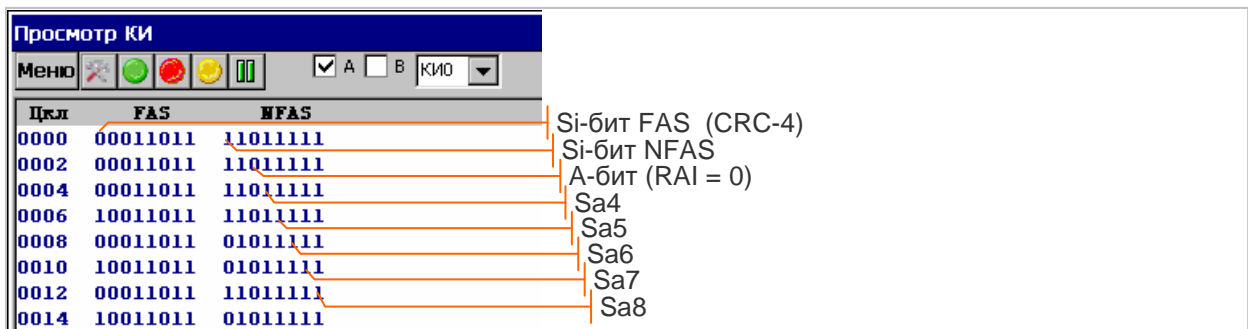 Просмотр КИ
Меню A B КИ0
Цкл FAS NFAS
0000 00011011 11011111
0002 00011011 11011111
0004 00011011 11011111
0006 10011011 11011111
0008 00011011 01011111
0010 10011011 01011111
0012 00011011 11011111
0014 10011011 01011111
Si-бит FAS (CRC-4)
Si-бит NFAS
A-бит (RAI = 0)
Sa4
Sa5
Sa6
Sa7
Sa8